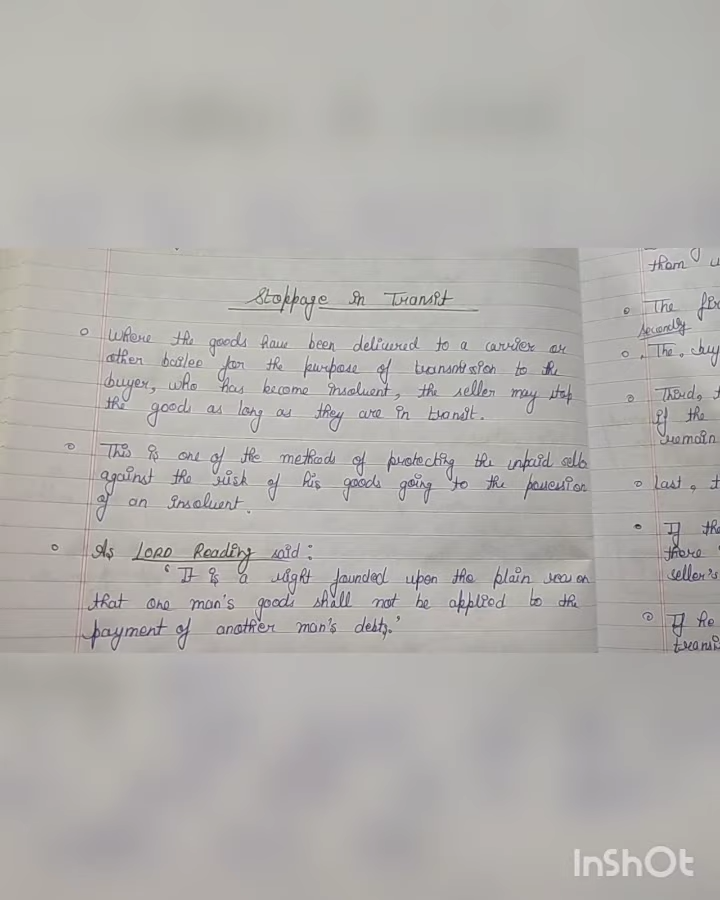 Stoppage in Transit
Where the goods have been delivered to a carrier or
other bailee for the purpose of transmission to the
buyer, who has become insolvent, the seller may stop
the goods as long as they are in transit.
This is one of the methods of protecting the unpaid seller
against the risk of his goods going to the possession
of an insolvent.
As LORD Reading said:
'It is a right founded upon the plain reason
that one man's goods shall not be applied to the
payment of another man's debts.'
them
The
secondly
The,
Third,
if the
remain
Last,
If the
there
seller's
If he
transi
InShOt